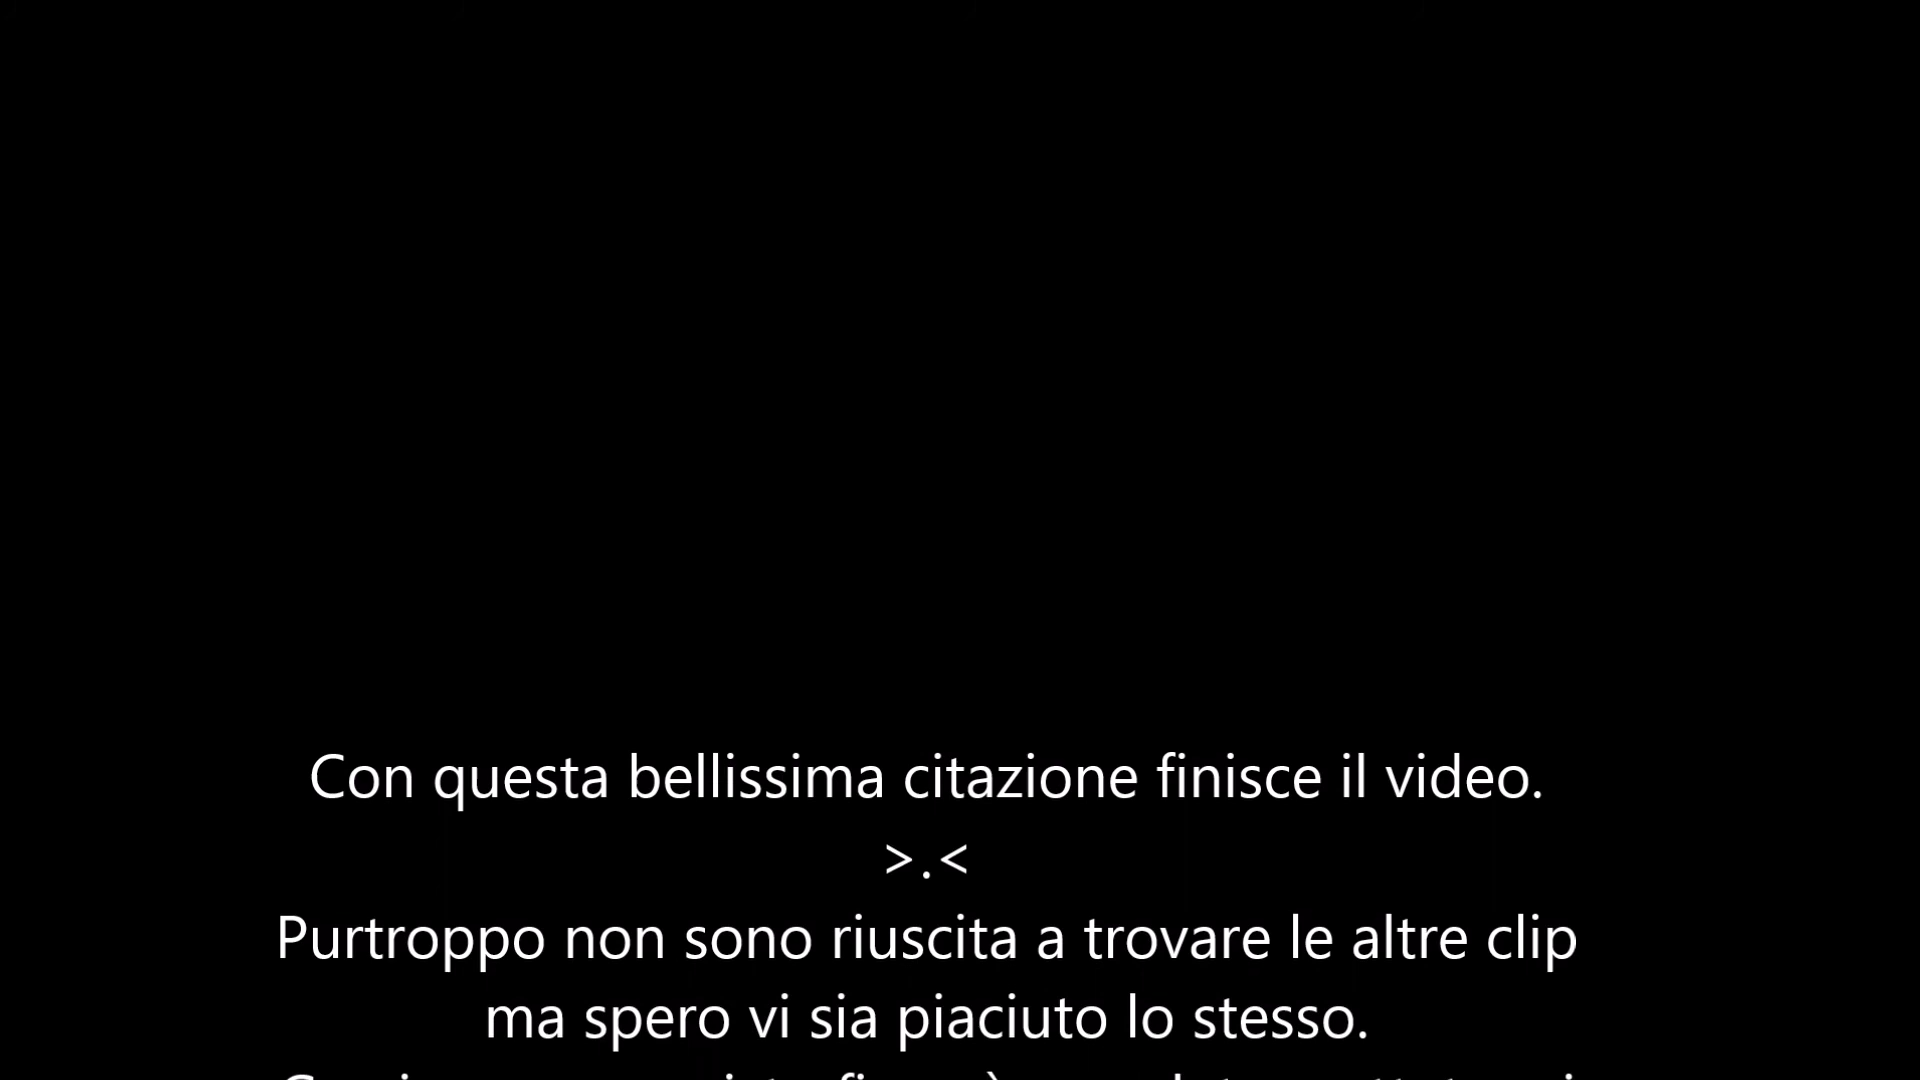 Con questa bellissima citazione finisce il video.
>.<
Purtroppo non sono riuscita a trovare le altre clip
ma spero vi sia piaciuto lo stesso.